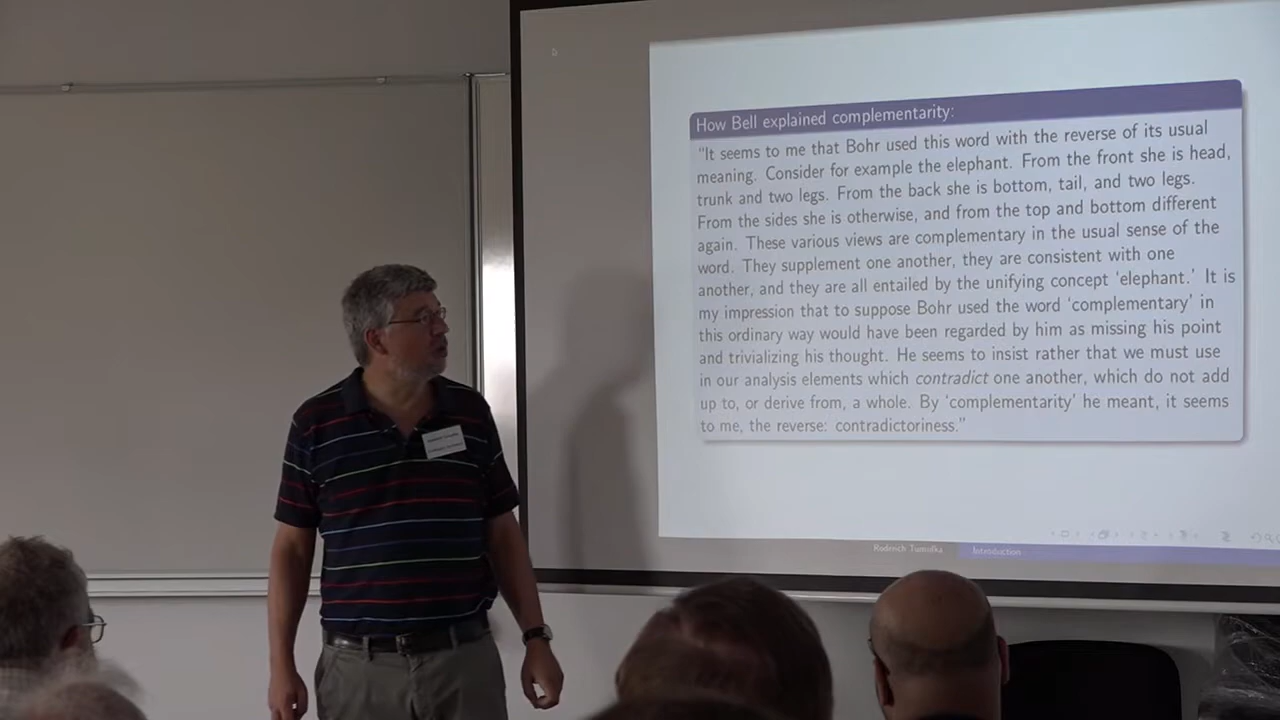 How Bell explained complementarity:
“It seems to me that Bohr used this word with the reverse of its usual
meaning. Consider for example the elephant. From the front she is head,
trunk and two legs. From the back she is bottom, tail, and two legs.
From the sides she is otherwise, and from the top and bottom different
again. These various views are complementary in the usual sense of the
word. They supplement one another, they are consistent with one
another, and they are all entailed by the unifying concept ‘elephant.’ It is
my impression that to suppose Bohr used the word ‘complementary’ in
this ordinary way would have been regarded by him as missing his point
and trivializing his thought. He seems to insist rather that we must use
in our analysis elements which contradict one another, which do not add
up to, or derive from, a whole. By ‘complementarity’ he meant, it seems
to me, the reverse: contradictoriness.”
Roderich Tumulka Introduction